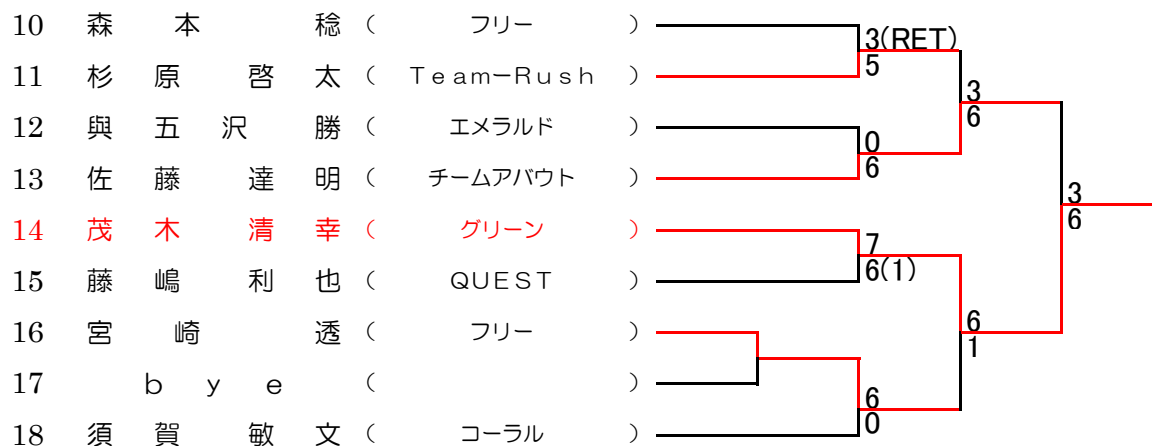 10 森本 稔 ( フリー )
3(RET)
11 杉原 啓太 ( Team-Rush )
5
3
6
12 與五沢 勝 ( エメラルド )
0
13 佐藤 達明 ( チームアバウト )
6
3
6
14 茂木 清幸 ( グリーン )
7
15 藤嶋 利也 ( QUEST )
6(1)
16 宮崎 透 ( フリー )
6
1
17 bye ( )
6
18 須賀 敏文 ( コーラル )
0